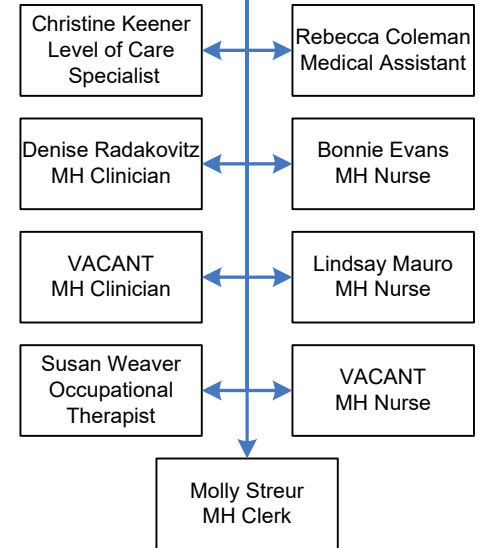 Christine Keener
Level of Care
Specialist
Rebecca Coleman
Medical Assistant
Denise Radakovitz
MH Clinician
Bonnie Evans
MH Nurse
VACANT
MH Clinician
Lindsay Mauro
MH Nurse
Susan Weaver
Occupational
Therapist
VACANT
MH Nurse
Molly Streur
MH Clerk